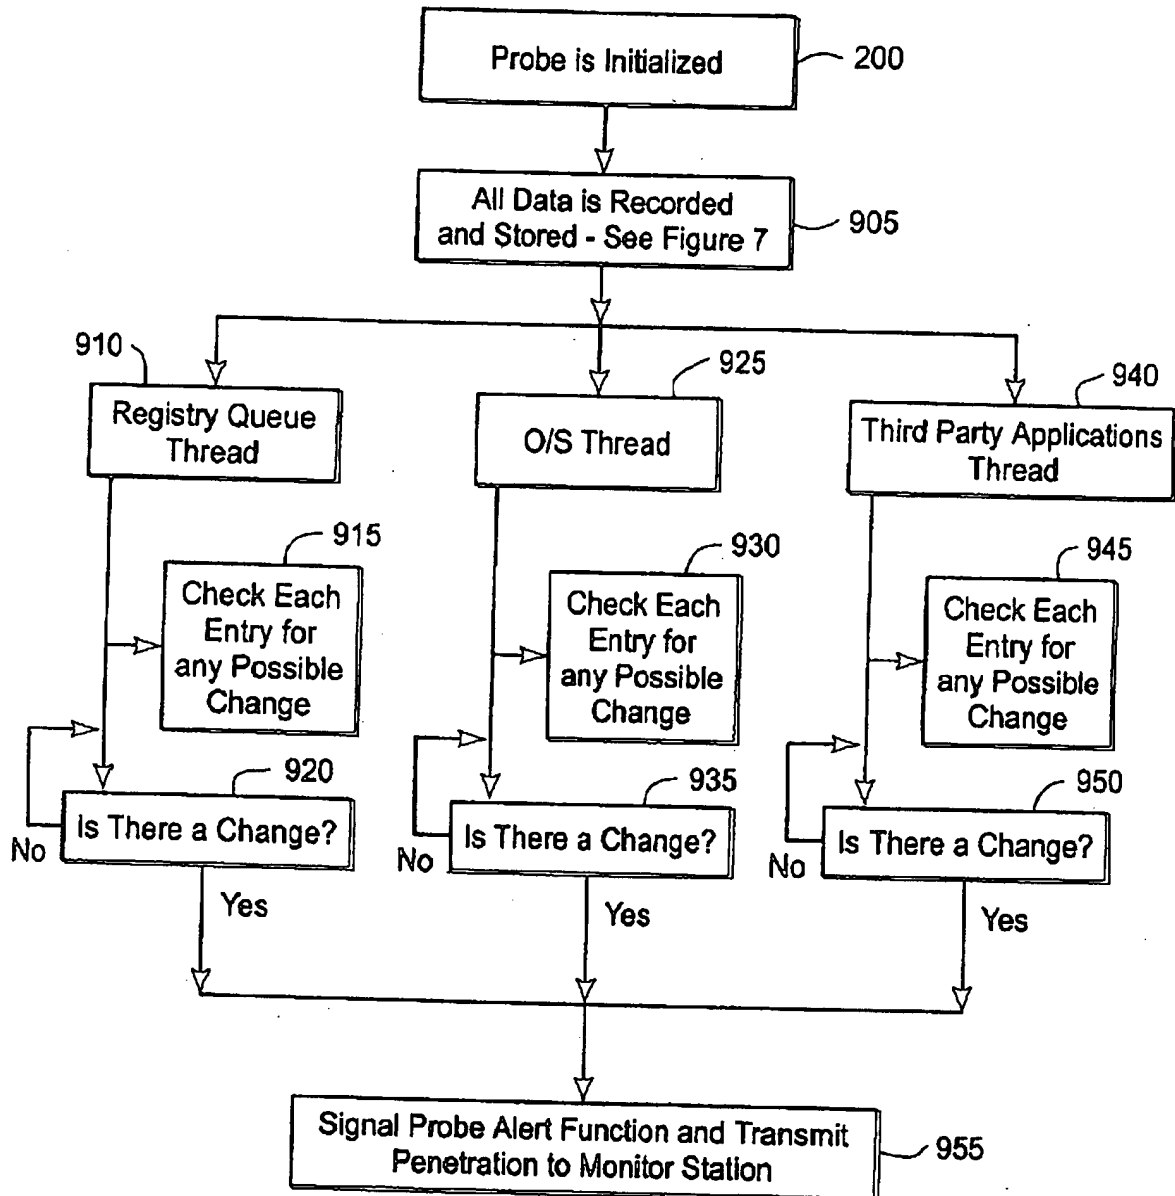 Probe is Initialized
200
All Data is Recorded
and Stored - See Figure 7
905
910
Registry Queue
Thread
925
O/S Thread
940
Third Party Applications
Thread
915
Check Each
Entry for
any Possible
Change
930
Check Each
Entry for
any Possible
Change
945
Check Each
Entry for
any Possible
Change
920
Is There a Change?
No
Yes
935
Is There a Change?
No
Yes
950
Is There a Change?
No
Yes
Signal Probe Alert Function and Transmit
Penetration to Monitor Station
955